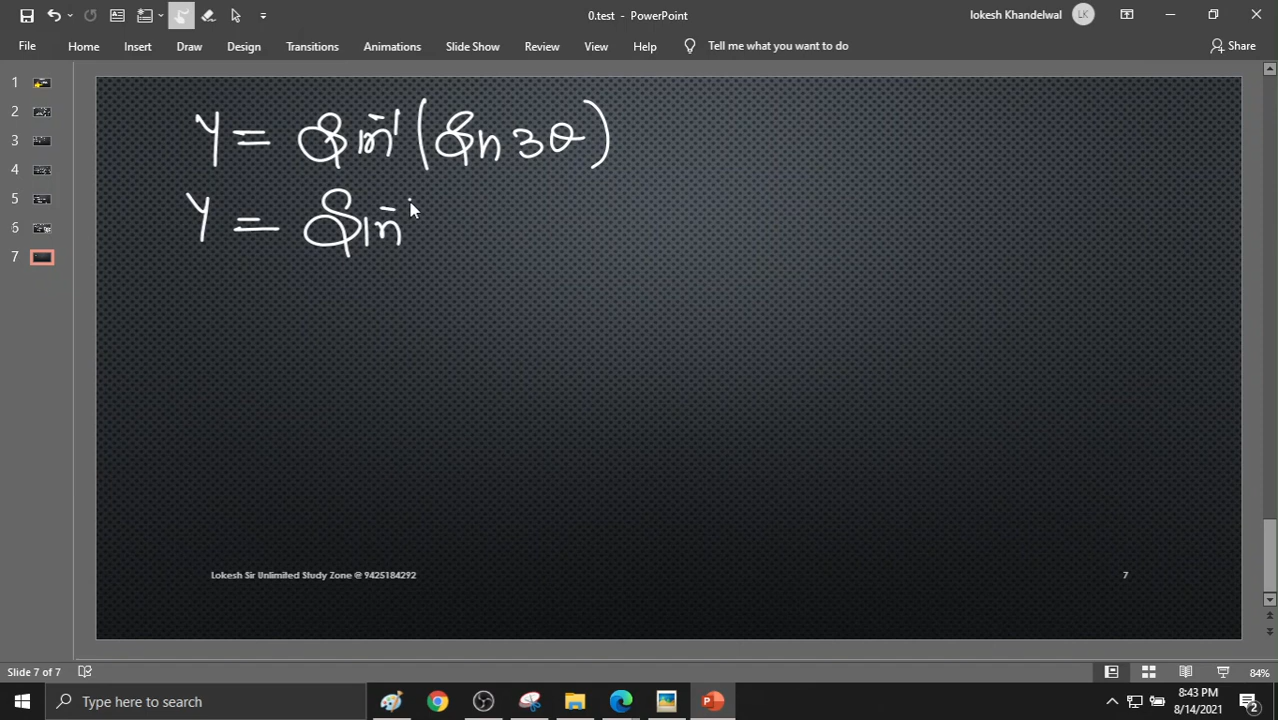 0.test - PowerPoint
lokesh Khandelwal LK
File Home Insert Draw Design Transitions Animations Slide Show Review View Help Tell me what you want to do Share
1
2
3
4
5
6
7
Y = Sin⁻¹(Sn 3θ)
Y = Sin⁻
Lokesh Sir Unlimited Study Zone @ 9425184292 7
Slide 7 of 7 84%
Type here to search
8:43 PM
8/14/2021
2